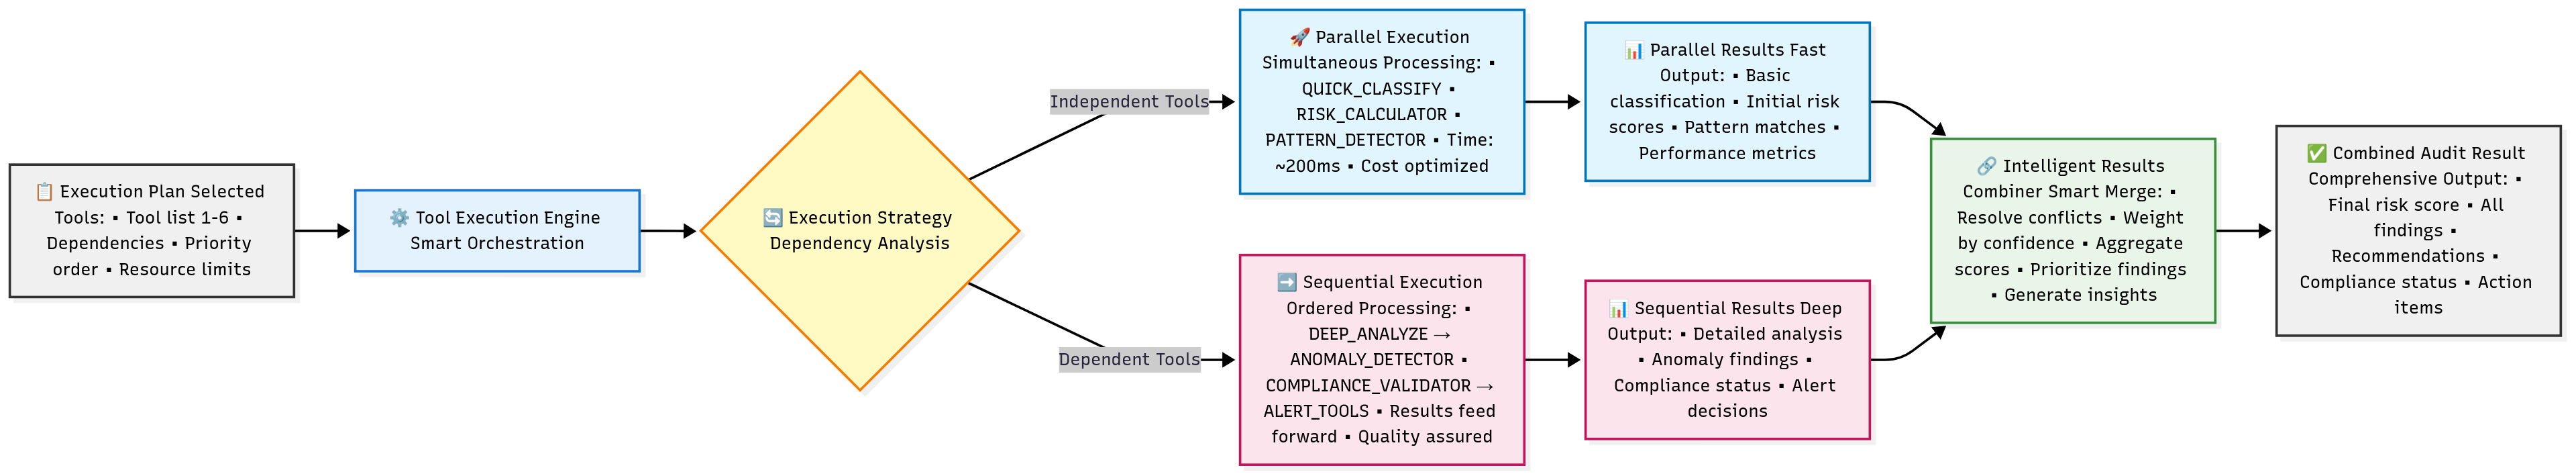 📋 Execution Plan Selected
Tools: ▪ Tool list 1-6 ▪
Dependencies ▪ Priority
order ▪ Resource limits
⚙️ Tool Execution Engine
Smart Orchestration
🔄 Execution Strategy
Dependency Analysis
Independent Tools
Dependent Tools
🚀 Parallel Execution
Simultaneous Processing: ▪
QUICK_CLASSIFY ▪
RISK_CALCULATOR ▪
PATTERN_DETECTOR ▪ Time:
~200ms ▪ Cost optimized
📊 Parallel Results Fast
Output: ▪ Basic
classification ▪ Initial risk
scores ▪ Pattern matches ▪
Performance metrics
➡️ Sequential Execution
Ordered Processing: ▪
DEEP_ANALYZE →
ANOMALY_DETECTOR ▪
COMPLIANCE_VALIDATOR →
ALERT_TOOLS ▪ Results feed
forward ▪ Quality assured
📊 Sequential Results Deep
Output: ▪ Detailed analysis
▪ Anomaly findings ▪
Compliance status ▪ Alert
decisions
🔗 Intelligent Results
Combiner Smart Merge: ▪
Resolve conflicts ▪ Weight
by confidence ▪ Aggregate
scores ▪ Prioritize findings
▪ Generate insights
✅ Combined Audit Result
Comprehensive Output: ▪
Final risk score ▪ All
findings ▪
Recommendations ▪
Compliance status ▪ Action
items